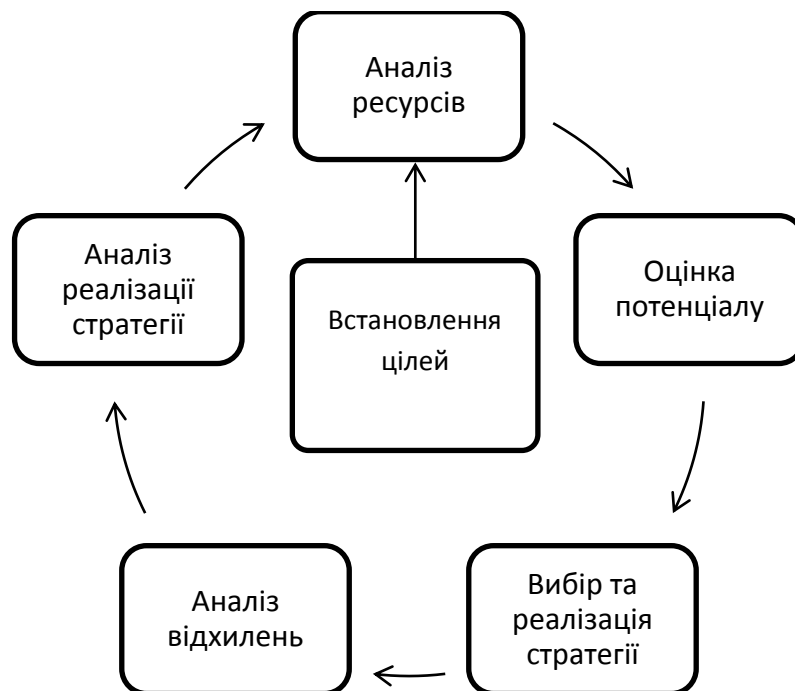 Аналіз
ресурсів
Аналіз
реалізації
стратегії
Встановлення
цілей
Оцінка
потенціалу
Аналіз
відхилень
Вибір та
реалізація
стратегії